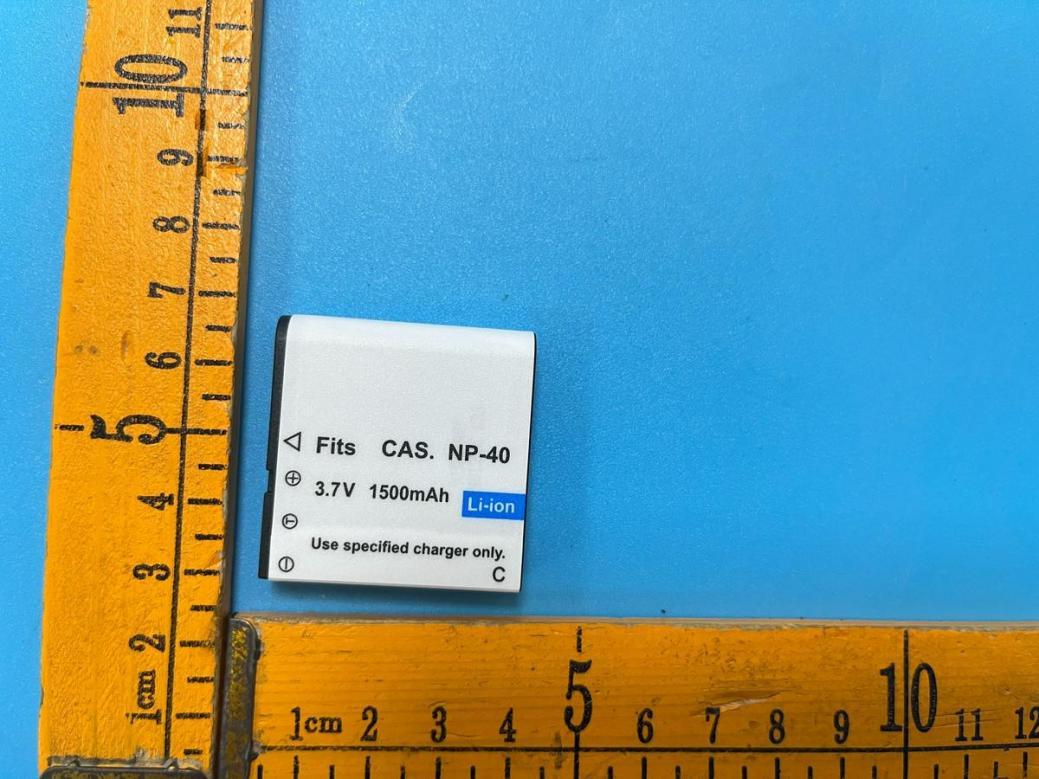 11
10
9
8
7
6
5
4
3
2
1cm
Fits CAS. NP-40
3.7V 1500mAh
Li-ion
Use specified charger only.
C
1cm 2 3 4 5 6 7 8 9 10 11 12